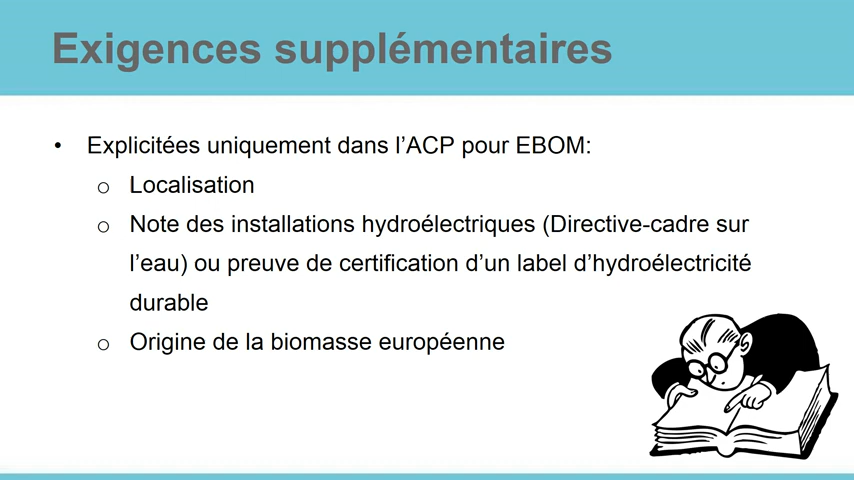 Exigences supplémentaires
• Explicitées uniquement dans l’ACP pour EBOM:
o Localisation
o Note des installations hydroélectriques (Directive-cadre sur
l’eau) ou preuve de certification d’un label d’hydroélectricité
durable
o Origine de la biomasse européenne